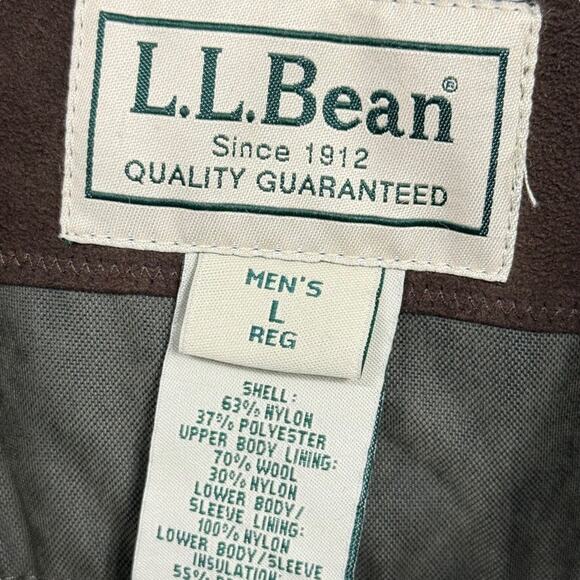 L.L.Bean®
Since 1912
QUALITY GUARANTEED
MEN'S
L
REG
SHELL:
63% NYLON
37% POLYESTER
UPPER BODY LINING:
70% WOOL
30% NYLON
LOWER BODY/
SLEEVE LINING:
100% NYLON
LOWER BODY/SLEEVE
INSULATION:
55%